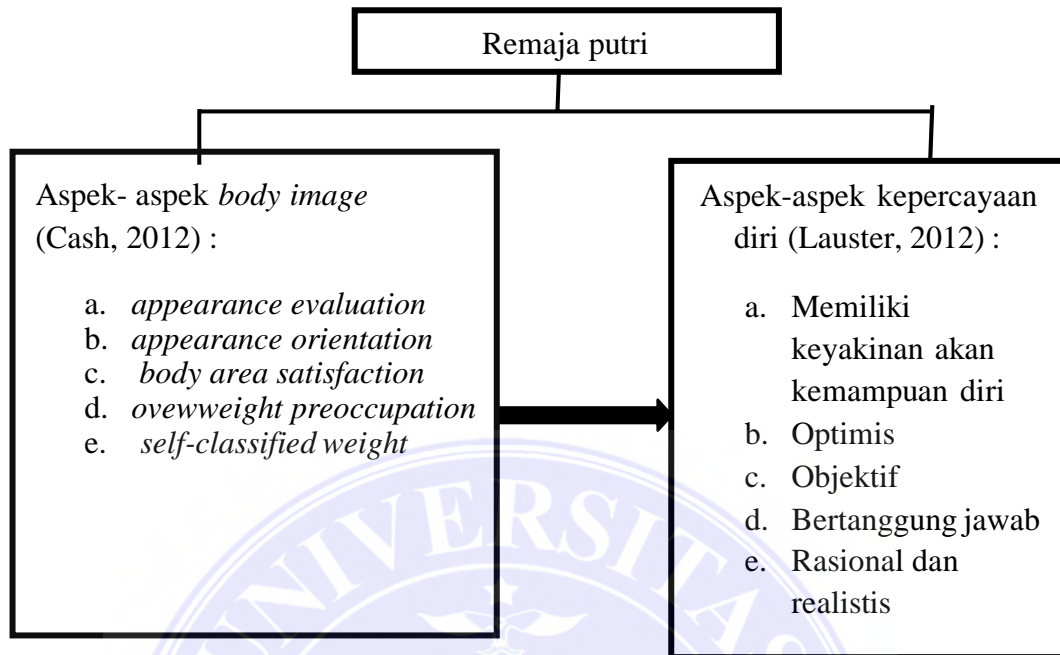 Remaja putri
Aspek- aspek body image
(Cash, 2012) :
a. appearance evaluation
b. appearance orientation
c. body area satisfaction
d. ovewweight preoccupation
e. self-classified weight
Aspek-aspek kepercayaan
diri (Lauster, 2012) :
a. Memiliki
keyakinan akan
kemampuan diri
b. Optimis
c. Objektif
d. Bertanggung jawab
e. Rasional dan
realistis
UNIVERSITAS